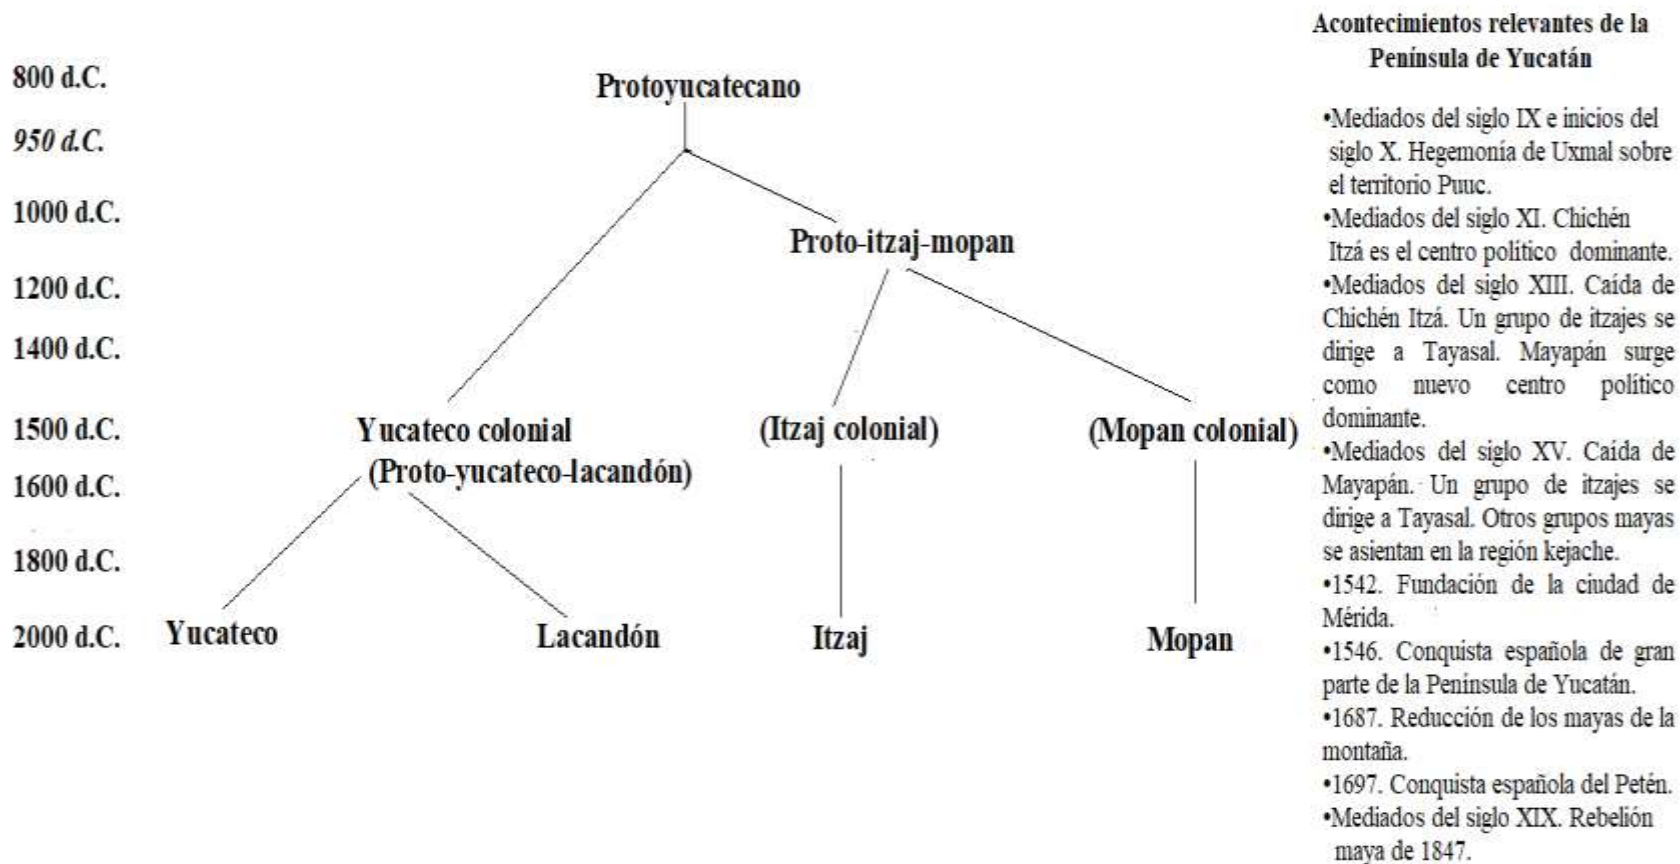 800 d.C.
950 d.C.
1000 d.C.
1200 d.C.
1400 d.C.
1500 d.C.
1600 d.C.
1800 d.C.
2000 d.C.
Protoyucatecano
Proto-itzaj-mopan
Yucateco colonial
(Proto-yucateco-lacandón)
(Itzaj colonial)
(Mopan colonial)
Yucateco
Lacandón
Itzaj
Mopan
Acontecimientos relevantes de la
Península de Yucatán
•Mediados del siglo IX e inicios del
siglo X. Hegemonía de Uxmal sobre
el territorio Puuc.
•Mediados del siglo XI. Chichén
Itzá es el centro político dominante.
•Mediados del siglo XIII. Caída de
Chichén Itzá. Un grupo de itzajes se
dirige a Tayasal. Mayapán surge
como nuevo centro político
dominante.
•Mediados del siglo XV. Caída de
Mayapán. Un grupo de itzajes se
dirige a Tayasal. Otros grupos mayas
se asientan en la región kejache.
•1542. Fundación de la ciudad de
Mérida.
•1546. Conquista española de gran
parte de la Península de Yucatán.
•1687. Reducción de los mayas de la
montaña.
•1697. Conquista española del Petén.
•Mediados del siglo XIX. Rebelión
maya de 1847.